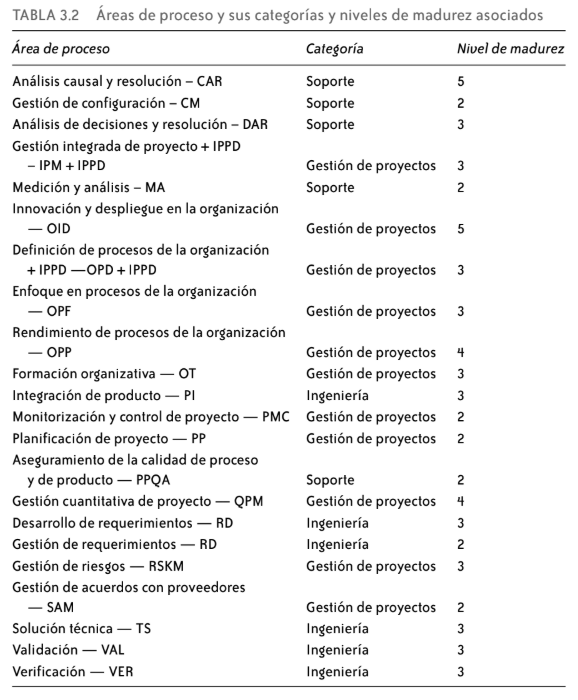 TABLA 3.2 Áreas de proceso y sus categorías y niveles de madurez asociados
Área de proceso Categoría Nivel de madurez
Análisis causal y resolución – CAR Soporte 5
Gestión de configuración – CM Soporte 2
Análisis de decisiones y resolución – DAR Soporte 3
Gestión integrada de proyecto + IPPD
– IPM + IPPD Gestión de proyectos 3
Medición y análisis – MA Soporte 2
Innovación y despliegue en la organización
— OID Gestión de proyectos 5
Definición de procesos de la organización
+ IPPD —OPD + IPPD Gestión de proyectos 3
Enfoque en procesos de la organización
— OPF Gestión de proyectos 3
Rendimiento de procesos de la organización
— OPP Gestión de proyectos 4
Formación organizativa — OT Gestión de proyectos 3
Integración de producto — PI Ingeniería 3
Monitorización y control de proyecto — PMC Gestión de proyectos 2
Planificación de proyecto — PP Gestión de proyectos 2
Aseguramiento de la calidad de proceso
y de producto — PPQA Soporte 2
Gestión cuantitativa de proyecto — QPM Gestión de proyectos 4
Desarrollo de requerimientos — RD Ingeniería 3
Gestión de requerimientos — RD Ingeniería 2
Gestión de riesgos — RSKM Gestión de proyectos 3
Gestión de acuerdos con proveedores
— SAM Gestión de proyectos 2
Solución técnica — TS Ingeniería 3
Validación — VAL Ingeniería 3
Verificación — VER Ingeniería 3